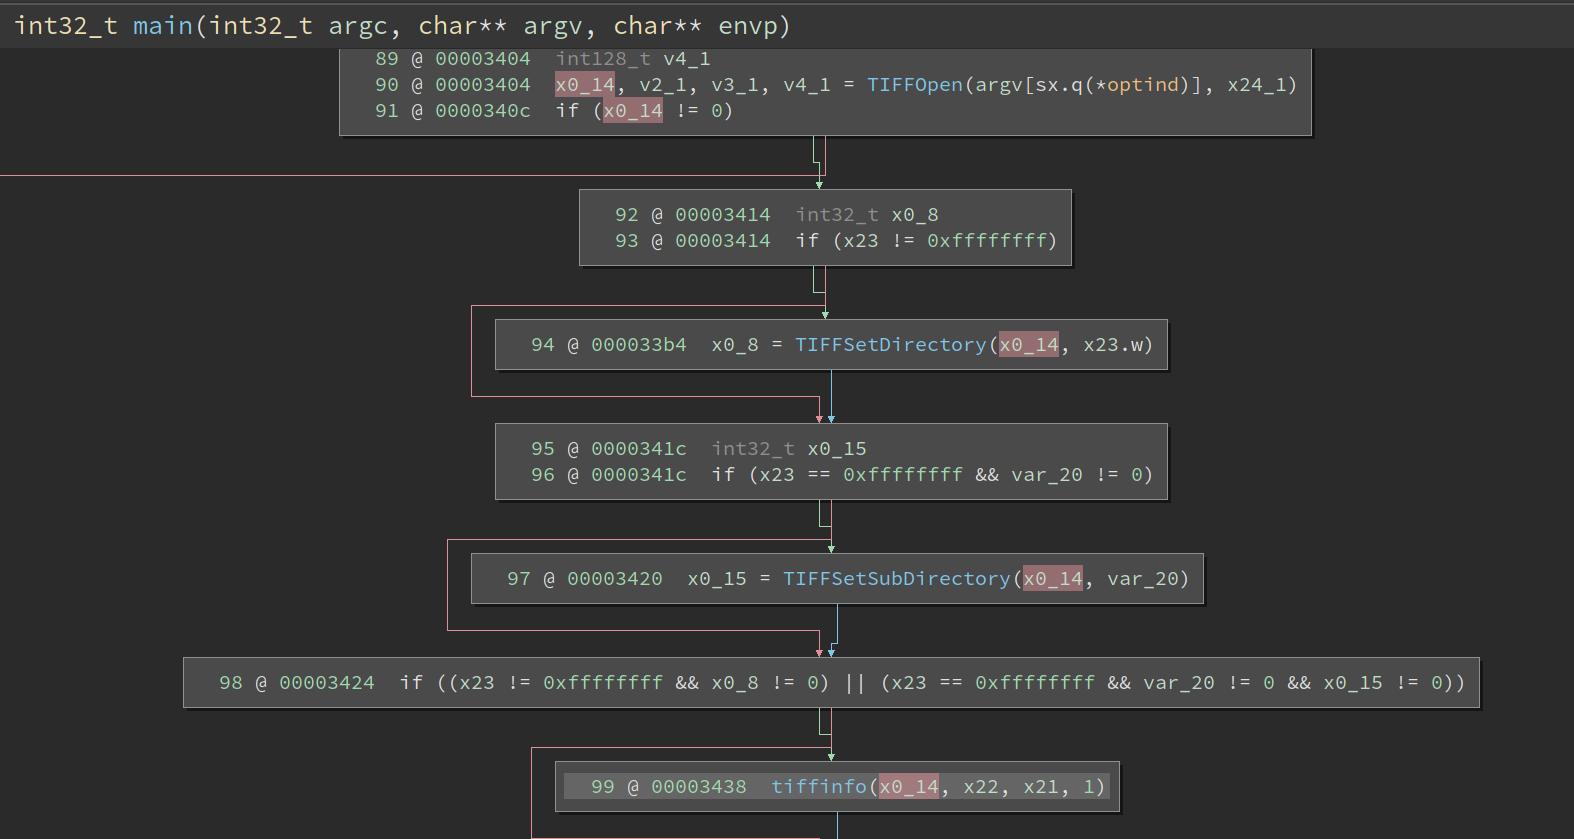 int32_t main(int32_t argc, char** argv, char** envp)
89 @ 00003404  int128_t v4_1
90 @ 00003404  x0_14, v2_1, v3_1, v4_1 = TIFFOpen(argv[sx.q(*optind)], x24_1)
91 @ 0000340c  if (x0_14 != 0)
92 @ 00003414  int32_t x0_8
93 @ 00003414  if (x23 != 0xffffffff)
94 @ 000033b4  x0_8 = TIFFSetDirectory(x0_14, x23.w)
95 @ 0000341c  int32_t x0_15
96 @ 0000341c  if (x23 == 0xffffffff && var_20 != 0)
97 @ 00003420  x0_15 = TIFFSetSubDirectory(x0_14, var_20)
98 @ 00003424  if ((x23 != 0xffffffff && x0_8 != 0) || (x23 == 0xffffffff && var_20 != 0 && x0_15 != 0))
99 @ 00003438  tiffinfo(x0_14, x22, x21, 1)